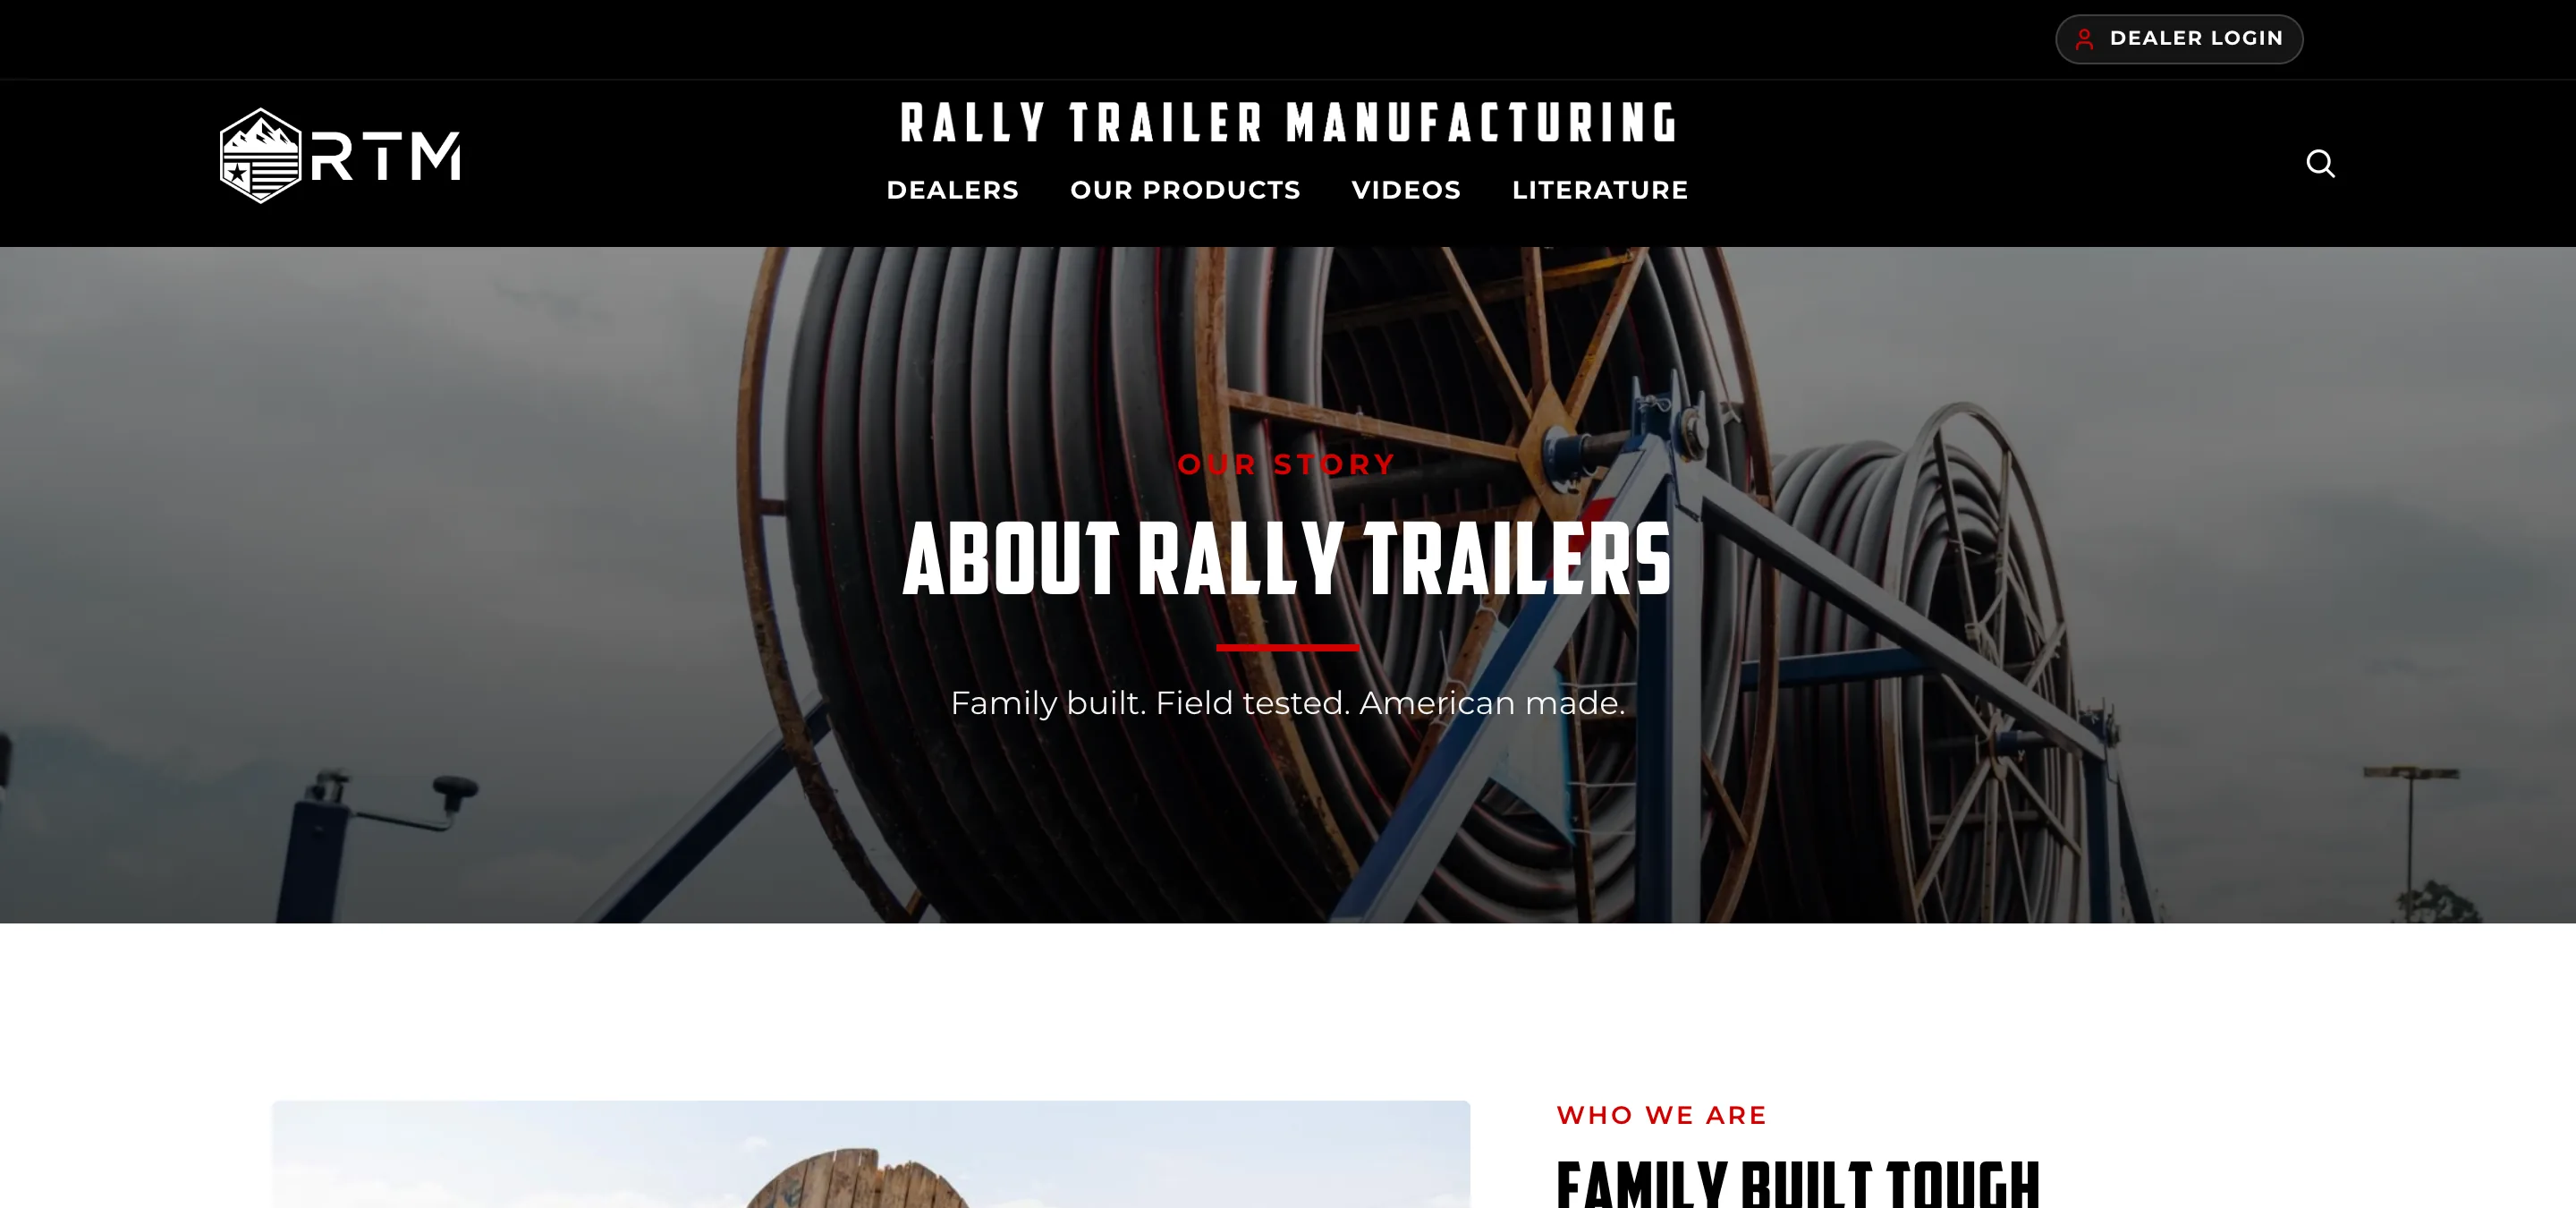 DEALER LOGIN
RTM
RALLY TRAILER MANUFACTURING
DEALERS OUR PRODUCTS VIDEOS LITERATURE
OUR STORY
ABOUT RALLY TRAILERS
Family built. Field tested. American made.
WHO WE ARE
FAMILY BUILT TOUGH